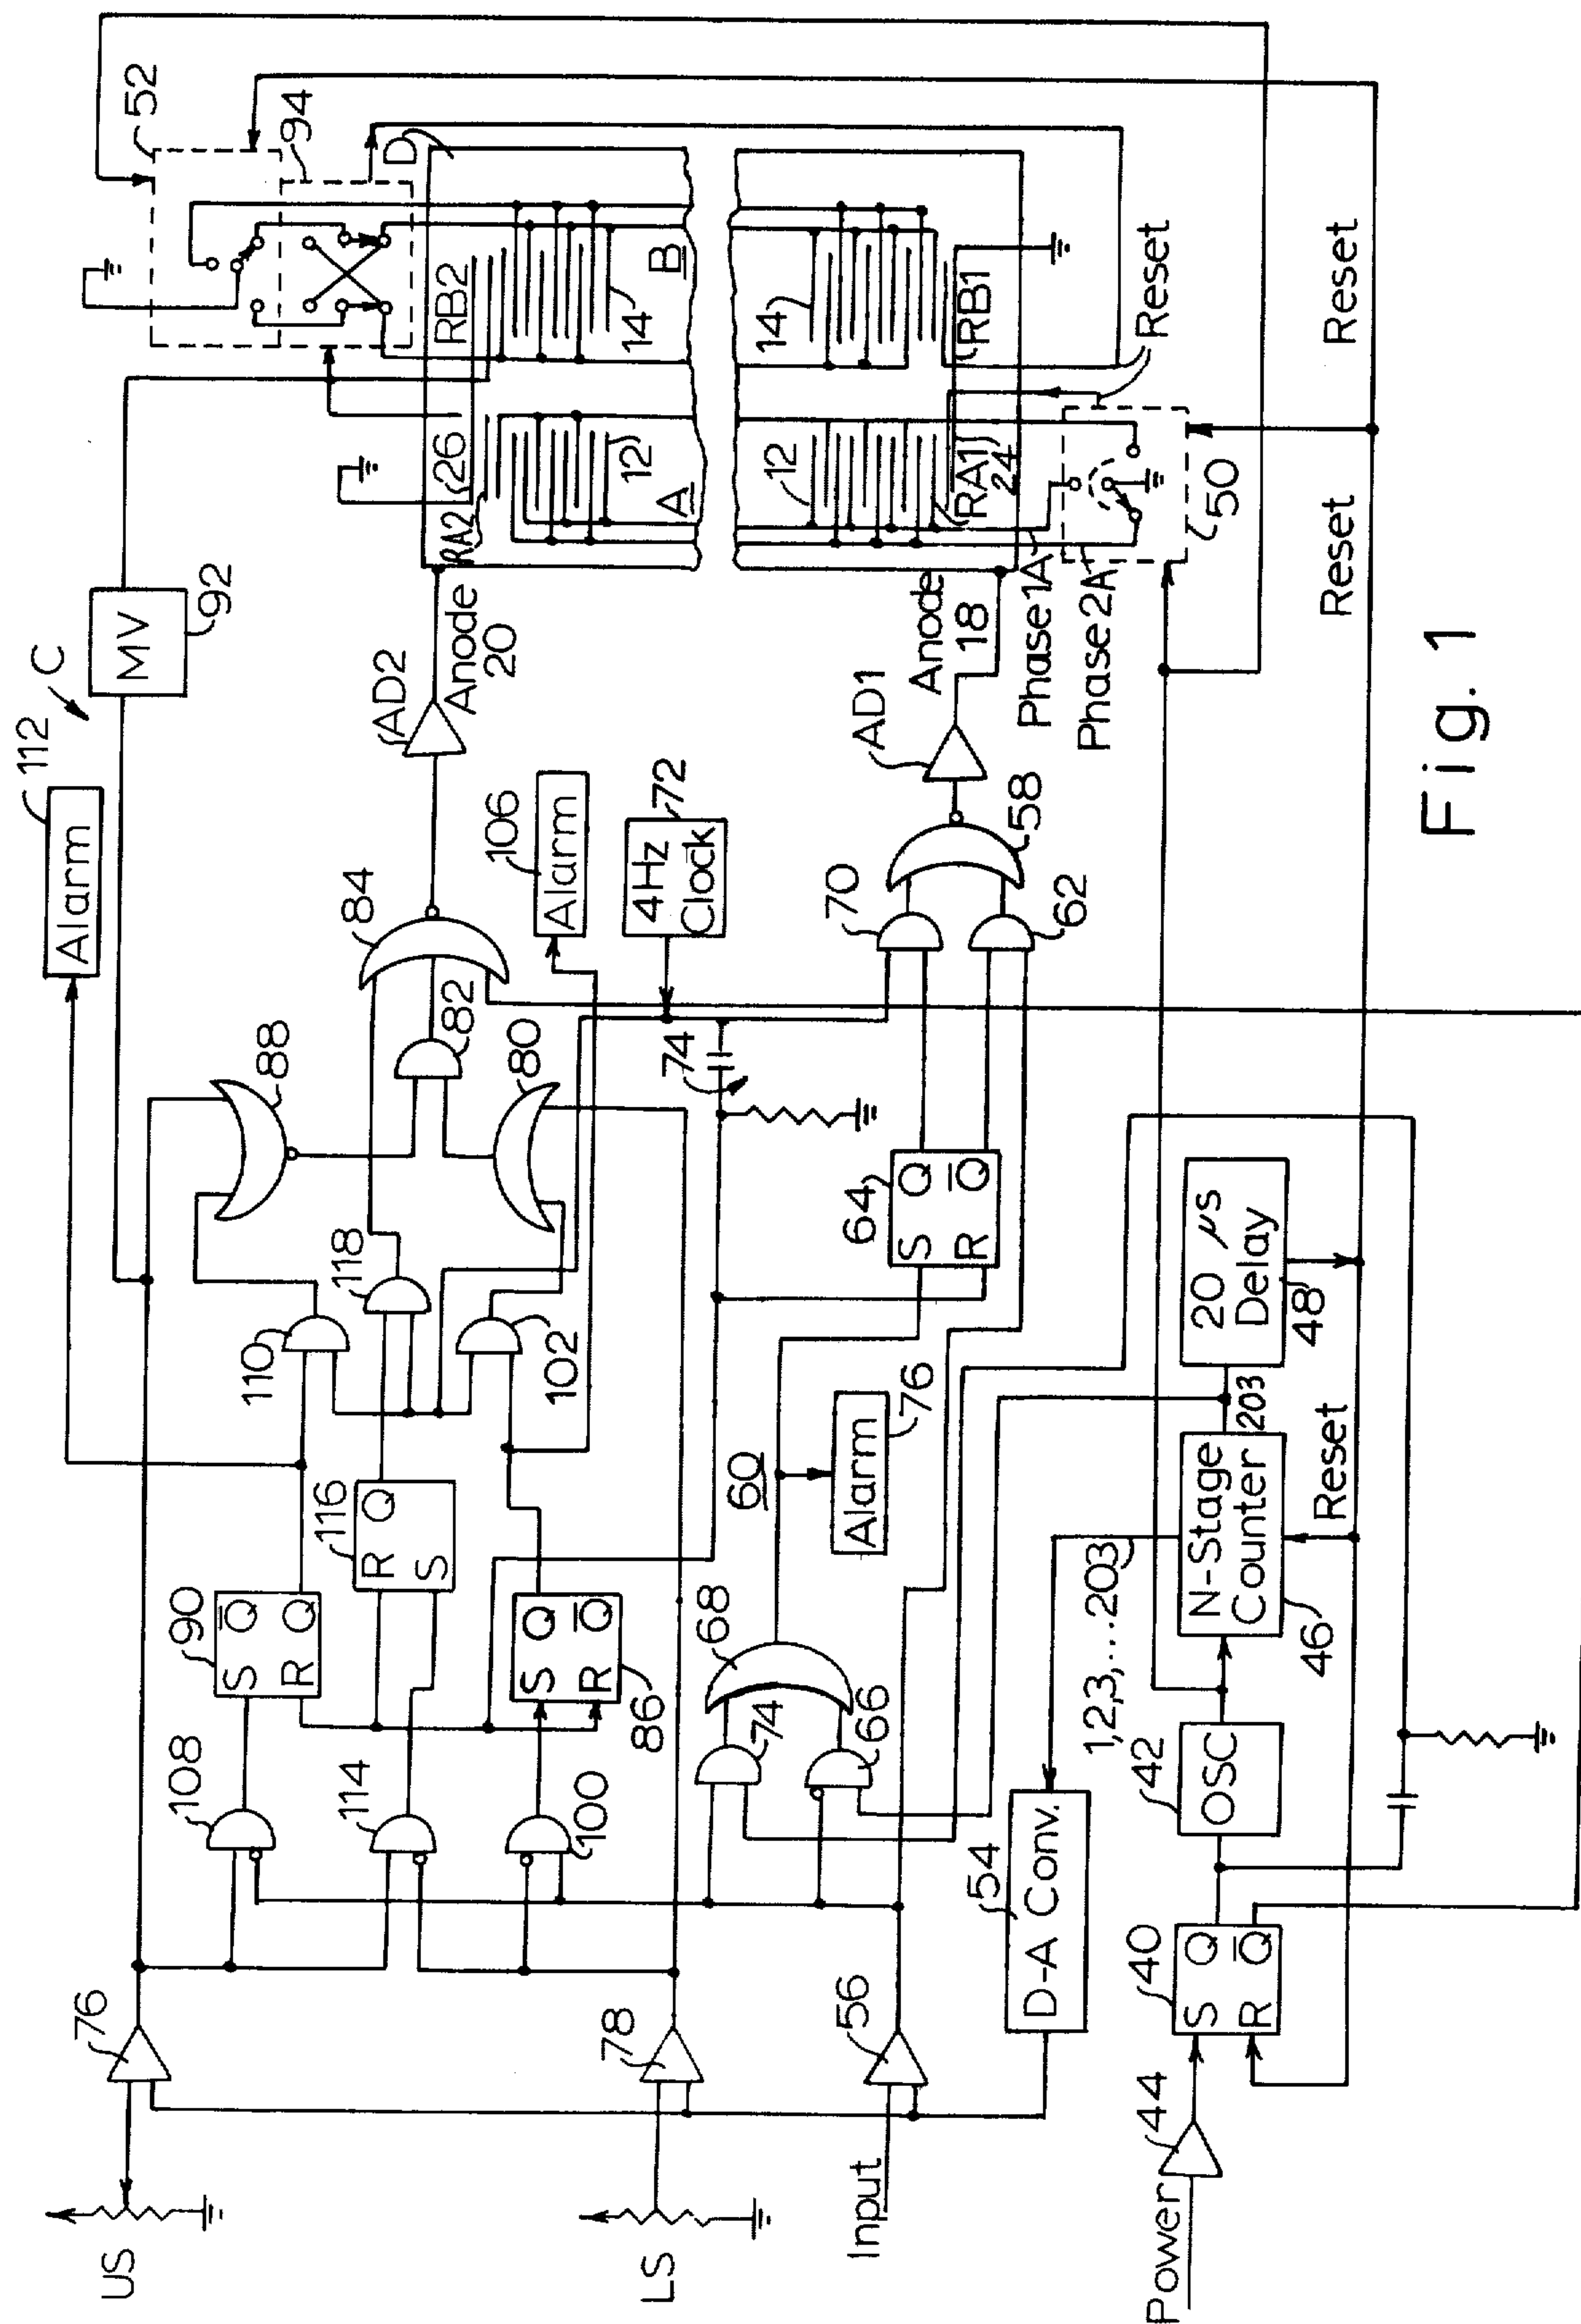 US
LS
Input
Power
76
78
56
44
40
S Q
R Q
108
114
100
90
S Q
R Q
116
R Q
S
S Q
R Q
86
74
66
68
60
Alarm
76
54
D-A Conv.
42
OSC
1,2,3,...203
N-Stage
Counter
46
203
20 µs
Delay
48
Reset
110
118
102
88
80
82
84
112
Alarm
C
MV
92
106
Alarm
4Hz
Clock
72
74
64
S Q
R Q
70
62
58
AD2
Anode
20
AD1
Anode
18
Phase1A
Phase2A
50
52
94
D
RA2
26
RB2
12
A
14
B
12
14
RA1
24
RB1
Reset
Reset
Reset
Fig. 1